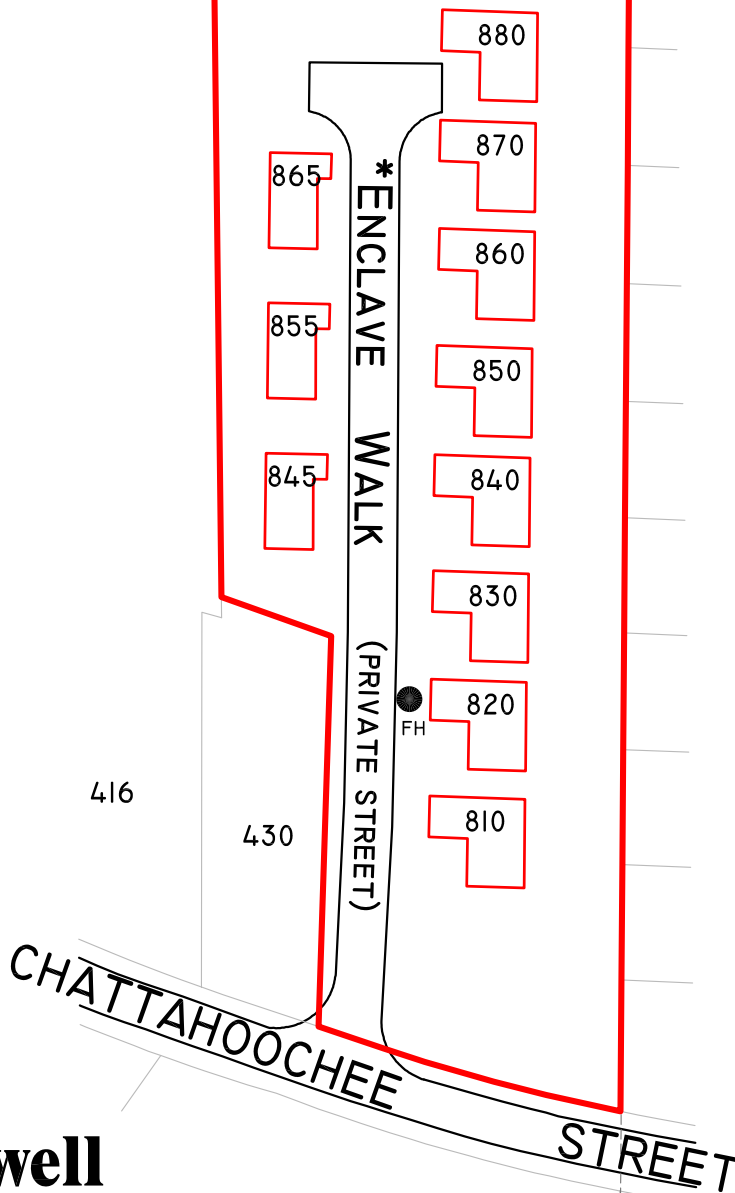 880
870
865
*ENCLAVE WALK
860
855
850
845
840
830
(PRIVATE STREET)
820
FH
416
430
810
CHATTAHOOCHEE STREET
well